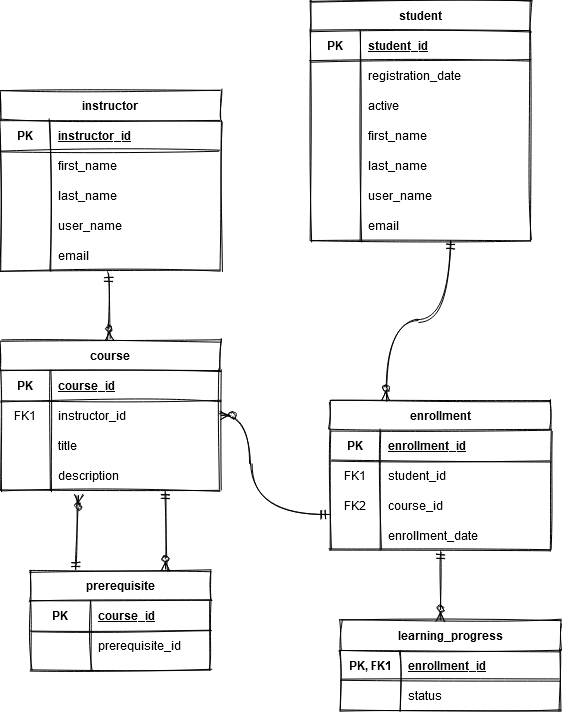 student
PK student_id
registration_date
active
first_name
last_name
user_name
email
instructor
PK instructor_id
first_name
last_name
user_name
email
course
PK course_id
FK1 instructor_id
title
description
enrollment
PK enrollment_id
FK1 student_id
FK2 course_id
enrollment_date
prerequisite
PK course_id
prerequisite_id
learning_progress
PK, FK1 enrollment_id
status